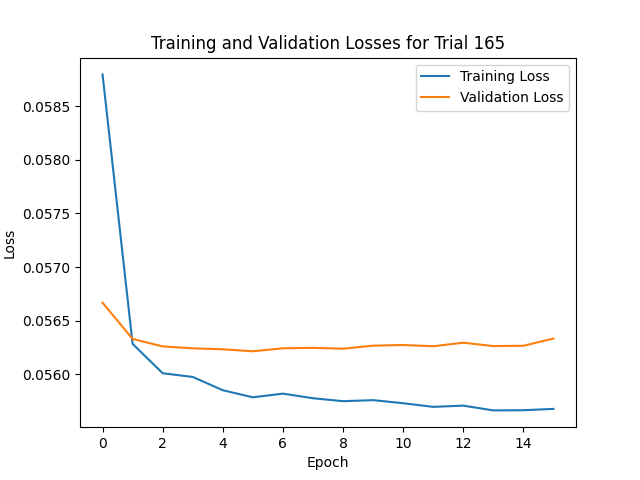 Training and Validation Losses for Trial 165
Training Loss
Validation Loss
0.0585
0.0580
0.0575
0.0570
0.0565
0.0560
Loss
0 2 4 6 8 10 12 14
Epoch